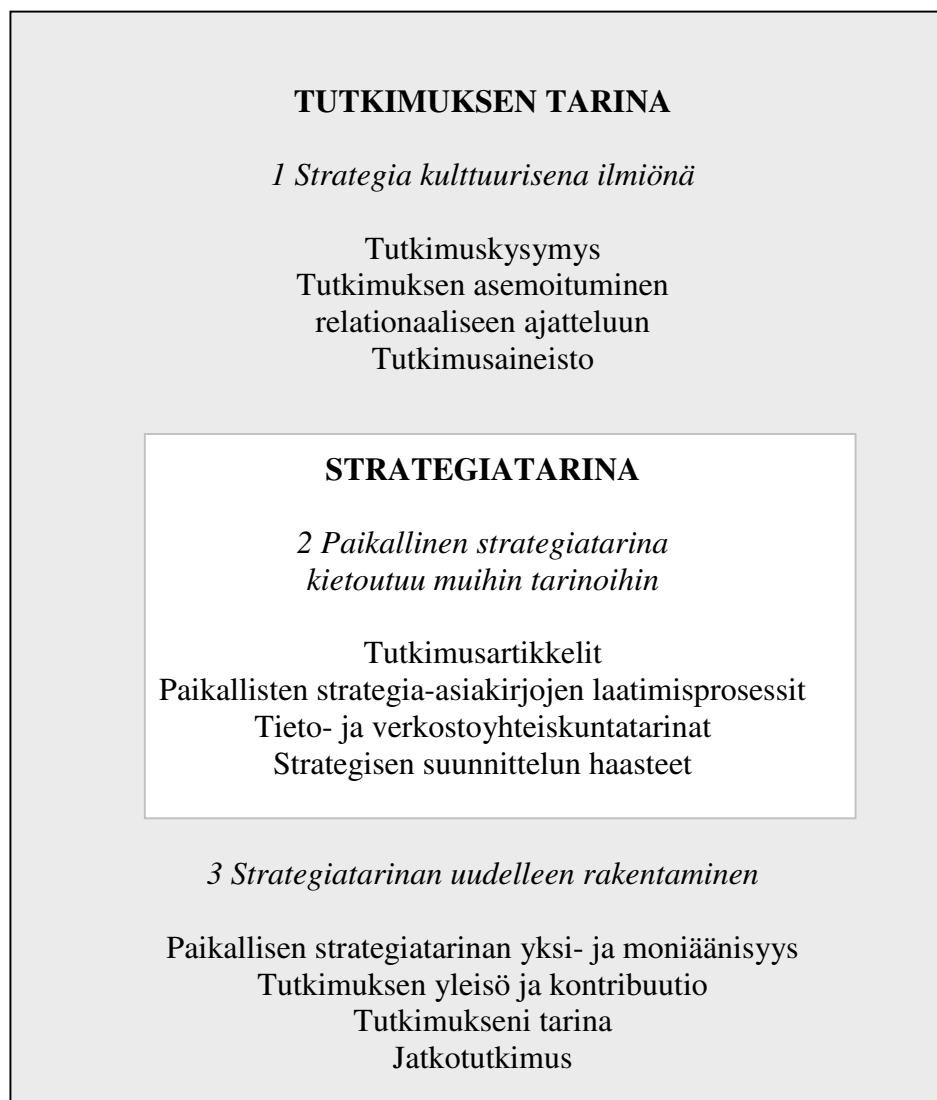 TUTKIMUKSEN TARINA
1 Strategia kulttuurisena ilmiönä
Tutkimuskysymys
Tutkimuksen asemoituminen
relationaaliseen ajatteluun
Tutkimusaineisto
STRATEGIATARINA
2 Paikallinen strategiatarina
kietoutuu muihin tarinoihin
Tutkimusartikkelit
Paikallisten strategia-asiakirjojen laatimisprosessit
Tieto- ja verkostoyhteiskuntatarinat
Strategisen suunnittelun haasteet
3 Strategiatarinan uudelleen rakentaminen
Paikallisen strategiatarinan yksi- ja moniäänisyys
Tutkimuksen yleisö ja kontribuutio
Tutkimukseni tarina
Jatkotutkimus